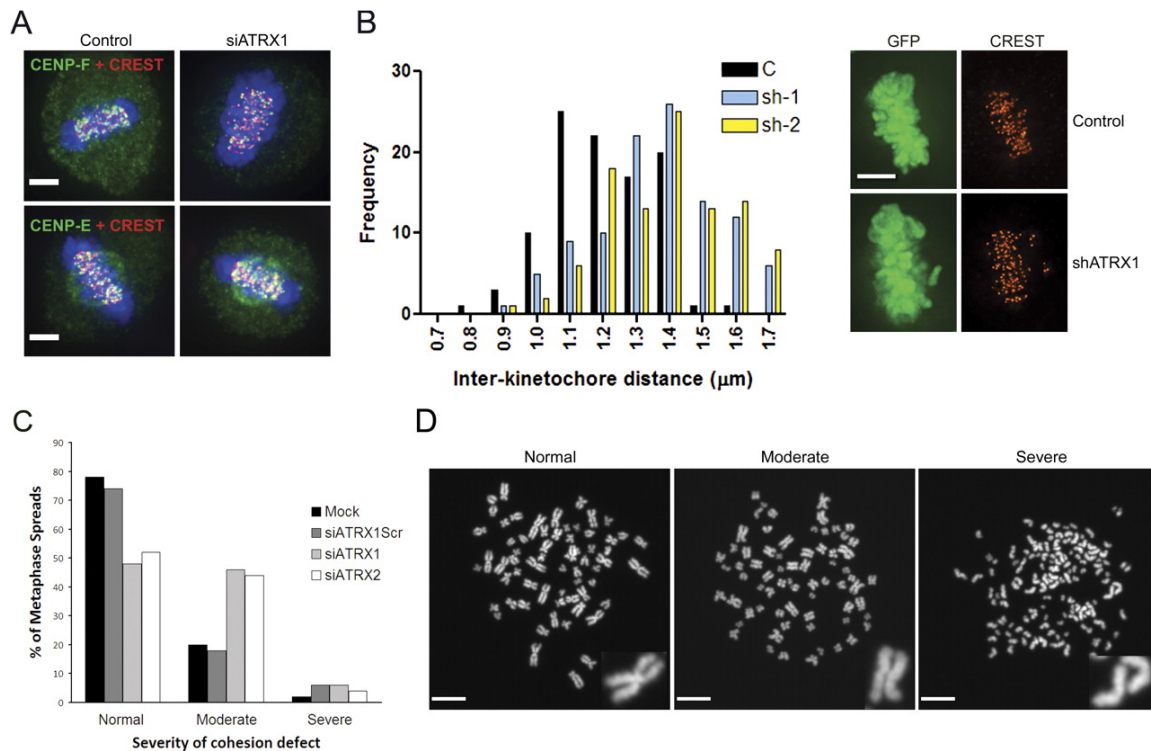 A
Control
siATRX1
CENP-F + CREST
CENP-E + CREST
B
Frequency
30
20
10
0
C
sh-1
sh-2
0.7 0.8 0.9 1.0 1.1 1.2 1.3 1.4 1.5 1.6 1.7
Inter-kinetochore distance (μm)
GFP
CREST
Control
shATRX1
C
% of Metaphase Spreads
90
80
70
60
50
40
30
20
10
0
Mock
siATRX1Scr
siATRX1
siATRX2
Normal Moderate Severe
Severity of cohesion defect
D
Normal
Moderate
Severe